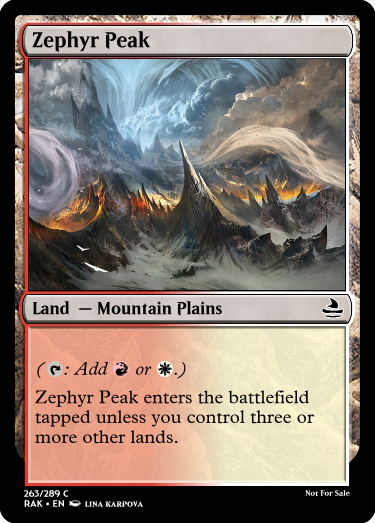 Zephyr Peak
Land — Mountain Plains
( : Add or .)
Zephyr Peak enters the battlefield
tapped unless you control three or
more other lands.
263/289 C
Not For Sale
RAK • EN LINA KARPOVA